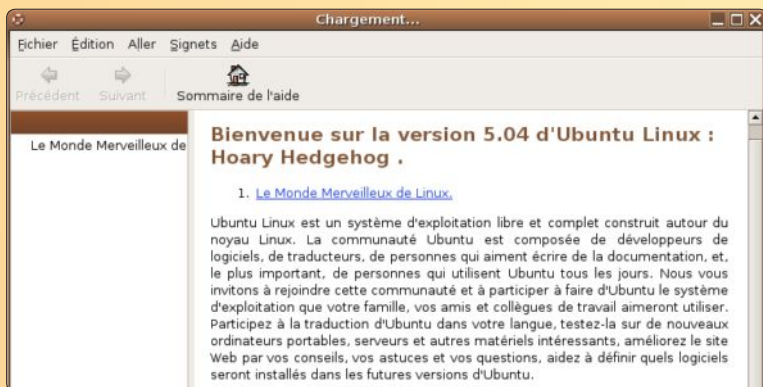 Chargement...
Fichier Édition Aller Signets Aide
Précédent Suivant Sommaire de l'aide
Le Monde Merveilleux de
Bienvenue sur la version 5.04 d'Ubuntu Linux :
Hoary Hedgehog .
1. Le Monde Merveilleux de Linux.
Ubuntu Linux est un système d'exploitation libre et complet construit autour du
noyau Linux. La communauté Ubuntu est composée de développeurs de
logiciels, de traducteurs, de personnes qui aiment écrire de la documentation, et,
le plus important, de personnes qui utilisent Ubuntu tous les jours. Nous vous
invitons à rejoindre cette communauté et à participer à faire d'Ubuntu le système
d'exploitation que votre famille, vos amis et collègues de travail aimeront utiliser.
Participez à la traduction d'Ubuntu dans votre langue, testez-la sur de nouveaux
ordinateurs portables, serveurs et autres matériels intéressants, améliorez le site
Web par vos conseils, vos astuces et vos questions, aidez à définir quels logiciels
seront installés dans les futures versions d'Ubuntu.